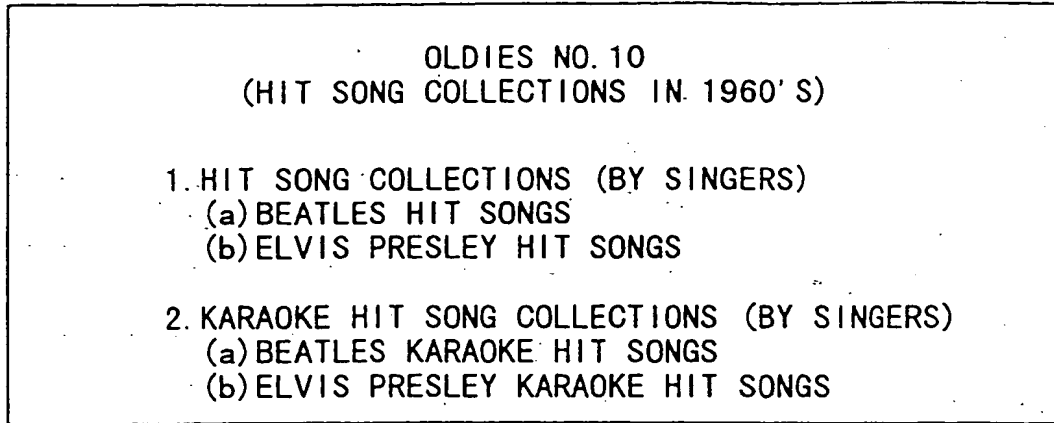 OLDIES NO. 10
(HIT SONG COLLECTIONS IN 1960'S)
1. HIT SONG COLLECTIONS (BY SINGERS)
(a) BEATLES HIT SONGS
(b) ELVIS PRESLEY HIT SONGS
2. KARAOKE HIT SONG COLLECTIONS (BY SINGERS)
(a) BEATLES KARAOKE HIT SONGS
(b) ELVIS PRESLEY KARAOKE HIT SONGS